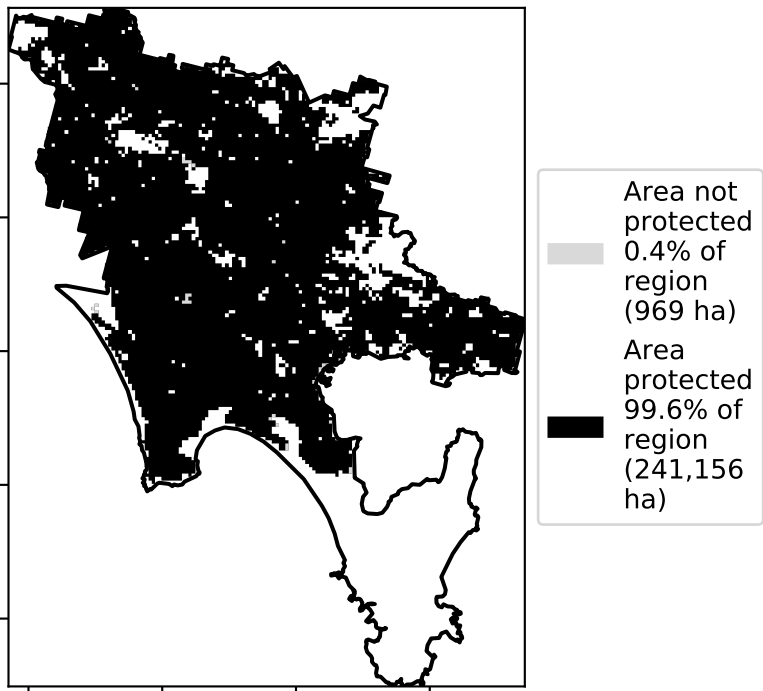 Area not
protected
0.4% of
region
(969 ha)
Area
protected
99.6% of
region
(241,156
ha)